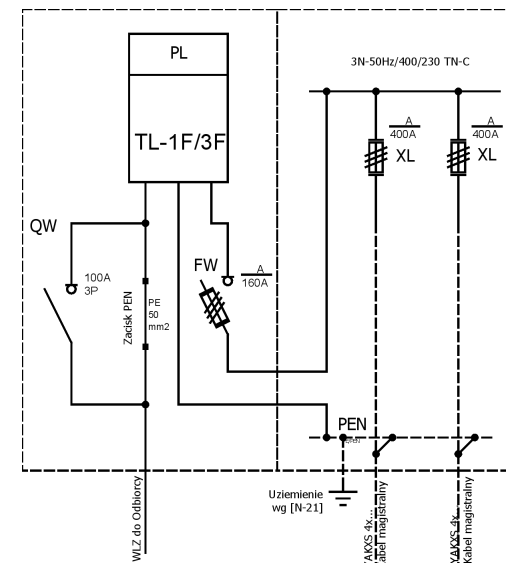 PL
3N-50Hz/400/230 TN-C
TL-1F/3F
A
400A
XL
A
400A
XL
QW
100A
3P
Zacisk PEN
PE
50
mm2
FW
A
160A
PEN
Uziemienie
wg [N-21]
WLZ do Odbiorcy
YAKXS 4x...
Kabel magistralny
YAKXS 4x...
Kabel magistralny